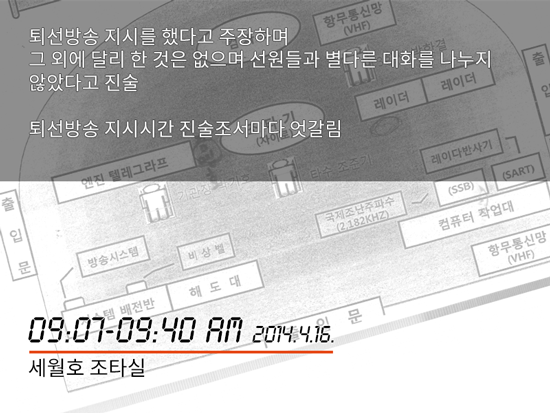 퇴선방송 지시를 했다고 주장하며
그 외에 달리 한 것은 없으며 선원들과 별다른 대화를 나누지
않았다고 진술
퇴선방송 지시시간 진술조서마다 엇갈림
항무통신망
(VHF)
레이더
레이더
레이다반사기
(SART)
(SSB)
엔진 텔레그라프
국제조난주파수
(2.182KHZ)
컴퓨터 작업대
항무통신망
(VHF)
출
입
문
방송시스템
비 상 벨
해 도 대
시스템 배전반
입 문
09:07-09:40 AM 2014.4.16.
세월호 조타실